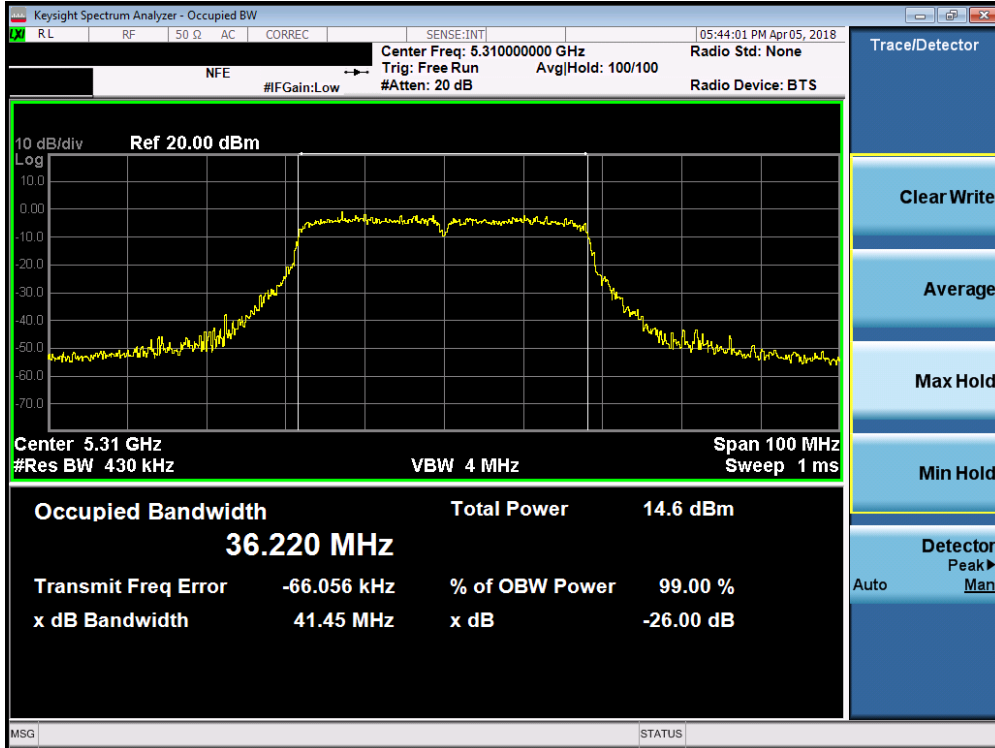 Keysight Spectrum Analyzer - Occupied BW
LXI RL RF 50 Ω AC CORREC SENSE:INT 05:44:01 PM Apr 05, 2018
Center Freq: 5.310000000 GHz Radio Std: None
NFE Trig: Free Run Avg|Hold: 100/100
#IFGain:Low #Atten: 20 dB Radio Device: BTS
Trace/Detector
10 dB/div Ref 20.00 dBm
Log
10.0
0.00
-10.0
-20.0
-30.0
-40.0
-50.0
-60.0
-70.0
Center 5.31 GHz Span 100 MHz
#Res BW 430 kHz VBW 4 MHz Sweep 1 ms
Occupied Bandwidth Total Power 14.6 dBm
36.220 MHz
Transmit Freq Error -66.056 kHz % of OBW Power 99.00 %
x dB Bandwidth 41.45 MHz x dB -26.00 dB
Clear Write
Average
Max Hold
Min Hold
Detector
Peak▶
Auto Man
MSG STATUS